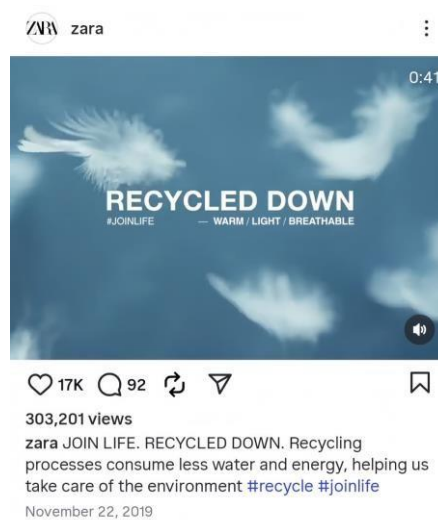 ZARA zara
0:41
RECYCLED DOWN
#JOINLIFE — WARM / LIGHT / BREATHABLE
17K 92
303,201 views
zara JOIN LIFE. RECYCLED DOWN. Recycling
processes consume less water and energy, helping us
take care of the environment #recycle #joinlife
November 22, 2019